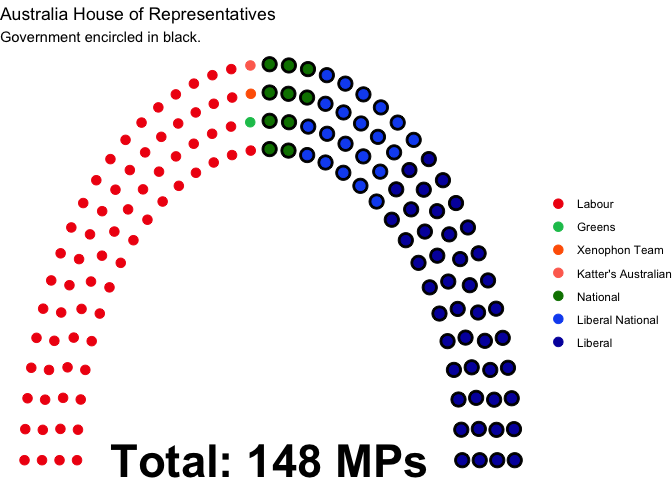 Australia House of Representatives
Government encircled in black.
Labour
Greens
Xenophon Team
Katter's Australian
National
Liberal National
Liberal
Total: 148 MPs